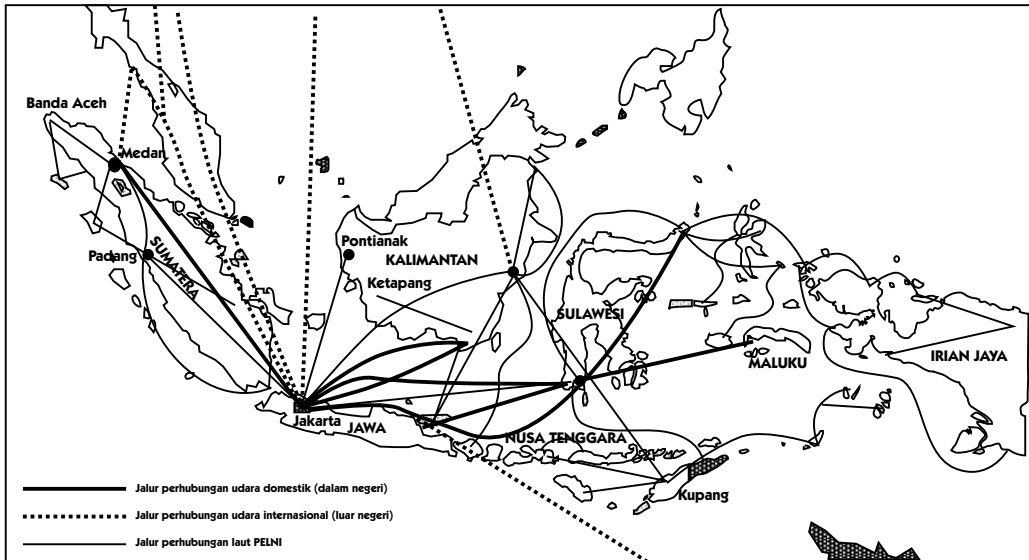 Banda Aceh
Medan
Padang
SUMATERA
Pontianak
KALIMANTAN
Ketapang
SULAWESI
MALUKU
IRIAN JAYA
Jakarta
JAWA
NUSA TENGGARA
Kupang
Jalur perhubungan udara domestik (dalam negeri)
Jalur perhubungan udara internasional (luar negeri)
Jalur perhubungan laut PELNI